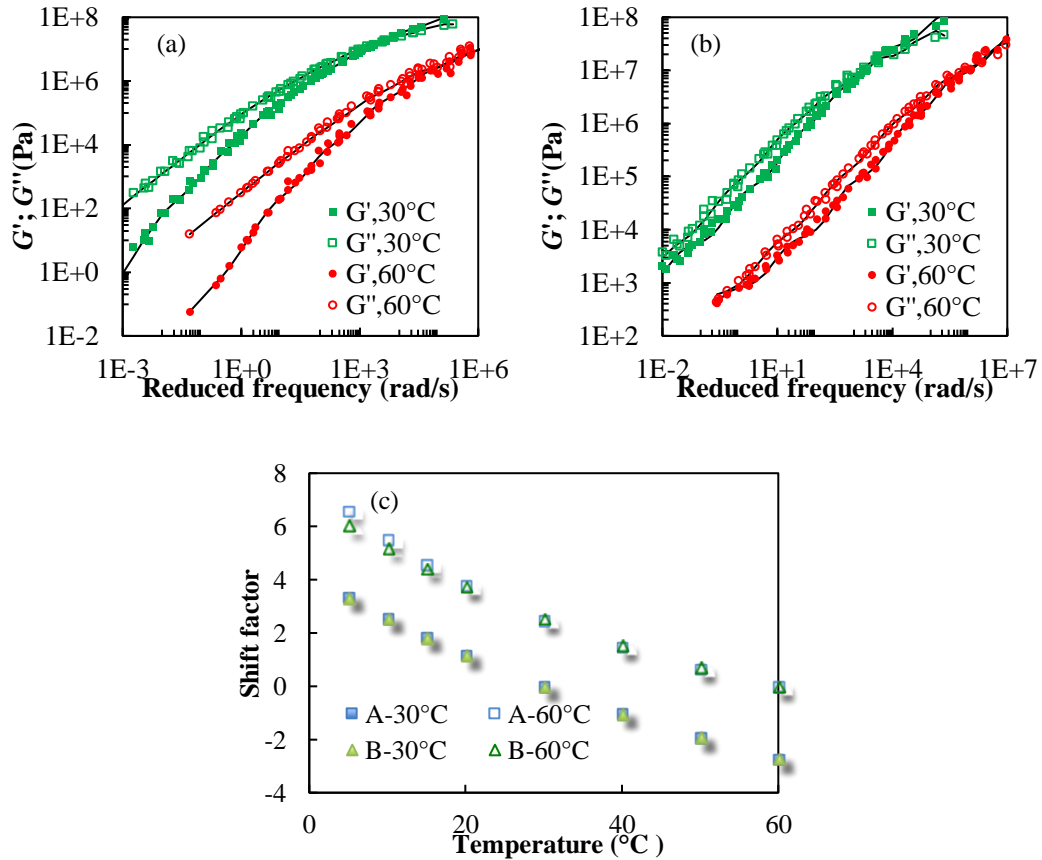 (a)
1E+8
1E+6
1E+4
1E+2
1E+0
1E-2
G'; G''(Pa)
G',30°C
G'',30°C
G',60°C
G'',60°C
1E-3 1E+0 1E+3 1E+6
Reduced frequency (rad/s)
(b)
1E+8
1E+7
1E+6
1E+5
1E+4
1E+3
1E+2
G'; G''(Pa)
G',30°C
G'',30°C
G',60°C
G'',60°C
1E-2 1E+1 1E+4 1E+7
Reduced frequency (rad/s)
(c)
8
6
4
2
0
-2
-4
Shift factor
A-30°C A-60°C
B-30°C B-60°C
0 20 40 60
Temperature (°C )